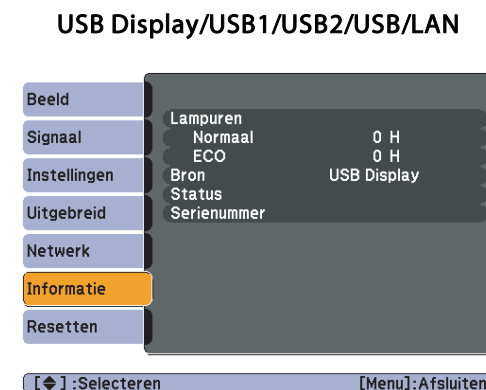 USB Display/USB1/USB2/USB/LAN
Beeld
Signaal
Instellingen
Uitgebreid
Netwerk
Informatie
Resetten
Lampuren
Normaal 0 H
ECO 0 H
Bron USB Display
Status
Serienummer
[◆] :Selecteren [Menu]:Afsluiten